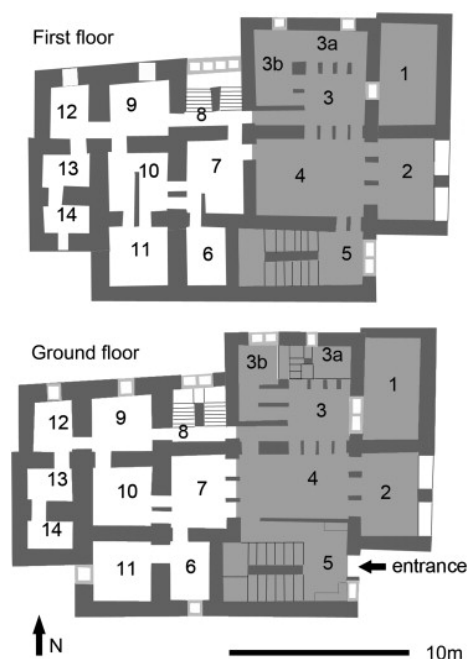 First floor
3b 3a 1
12 9 3
8
13 10 7 4 2
14
11 6 5
Ground floor
3b 3a
1
12 9 3
8
13 10 7 4 2
14
11 6 5
entrance
N 10m